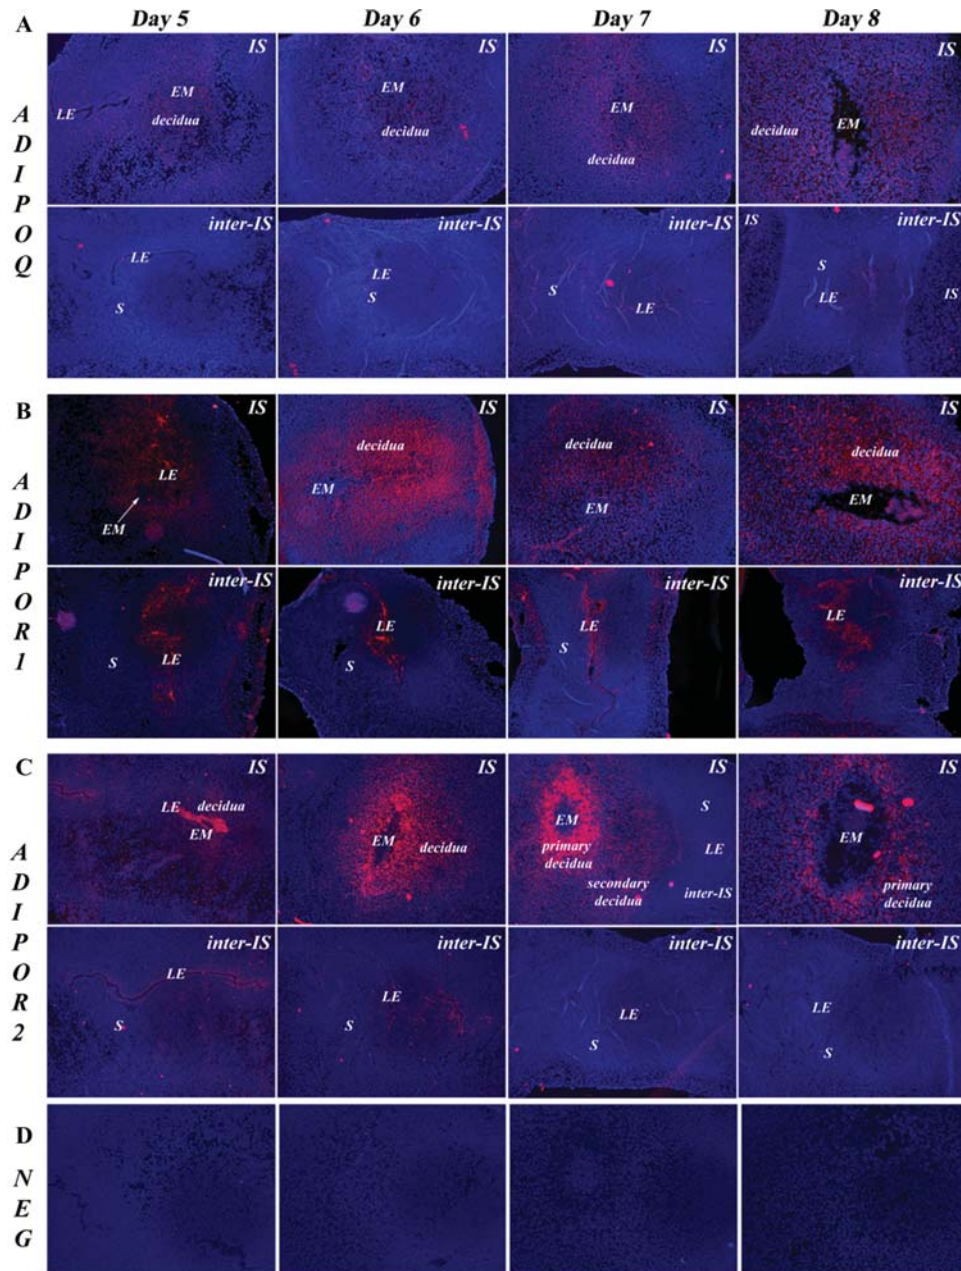 Day 5 Day 6 Day 7 Day 8
A
ADIPOQ
IS IS IS IS
EM EM EM EM
LE decidua decidua decidua decidua
inter-IS inter-IS inter-IS inter-IS
IS
LE LE S S
S S LE LE IS
B
ADIPOR1
IS IS IS IS
LE decidua decidua decidua
EM EM EM EM
inter-IS inter-IS inter-IS inter-IS
LE LE LE LE
S S S
C
ADIPOR2
IS IS IS IS
LE decidua EM EM S EM
EM decidua primary decidua LE primary decidua
secondary decidua inter-IS
inter-IS inter-IS inter-IS inter-IS
LE LE LE LE
S S S S
D
NEG